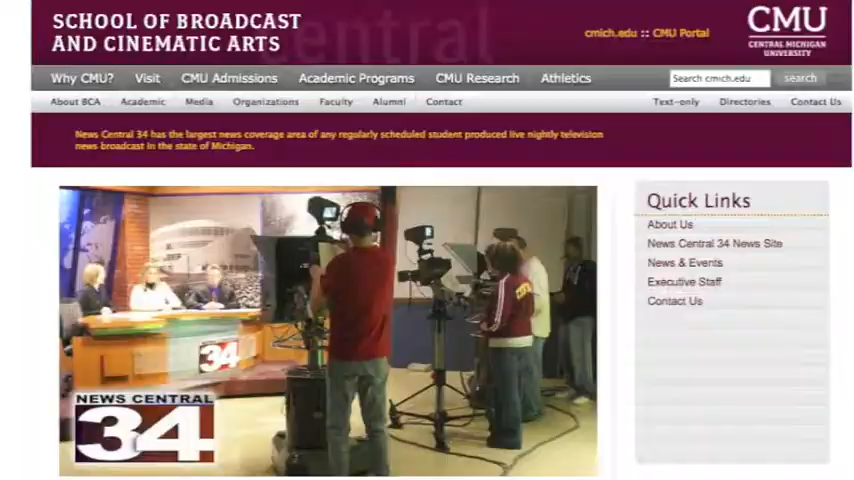 SCHOOL OF BROADCAST
AND CINEMATIC ARTS
cmich.edu :: CMU Portal
CMU
CENTRAL MICHIGAN
UNIVERSITY
entral
Why CMU? Visit CMU Admissions Academic Programs CMU Research Athletics
Search cmich.edu
search
About BCA Academic Media Organizations Faculty Alumni Contact
Text-only Directories Contact Us
News Central 34 has the largest news coverage area of any regularly scheduled student produced live nightly television
news broadcast in the state of Michigan.
34
NEWS CENTRAL
34
Quick Links
About Us
News Central 34 News Site
News & Events
Executive Staff
Contact Us